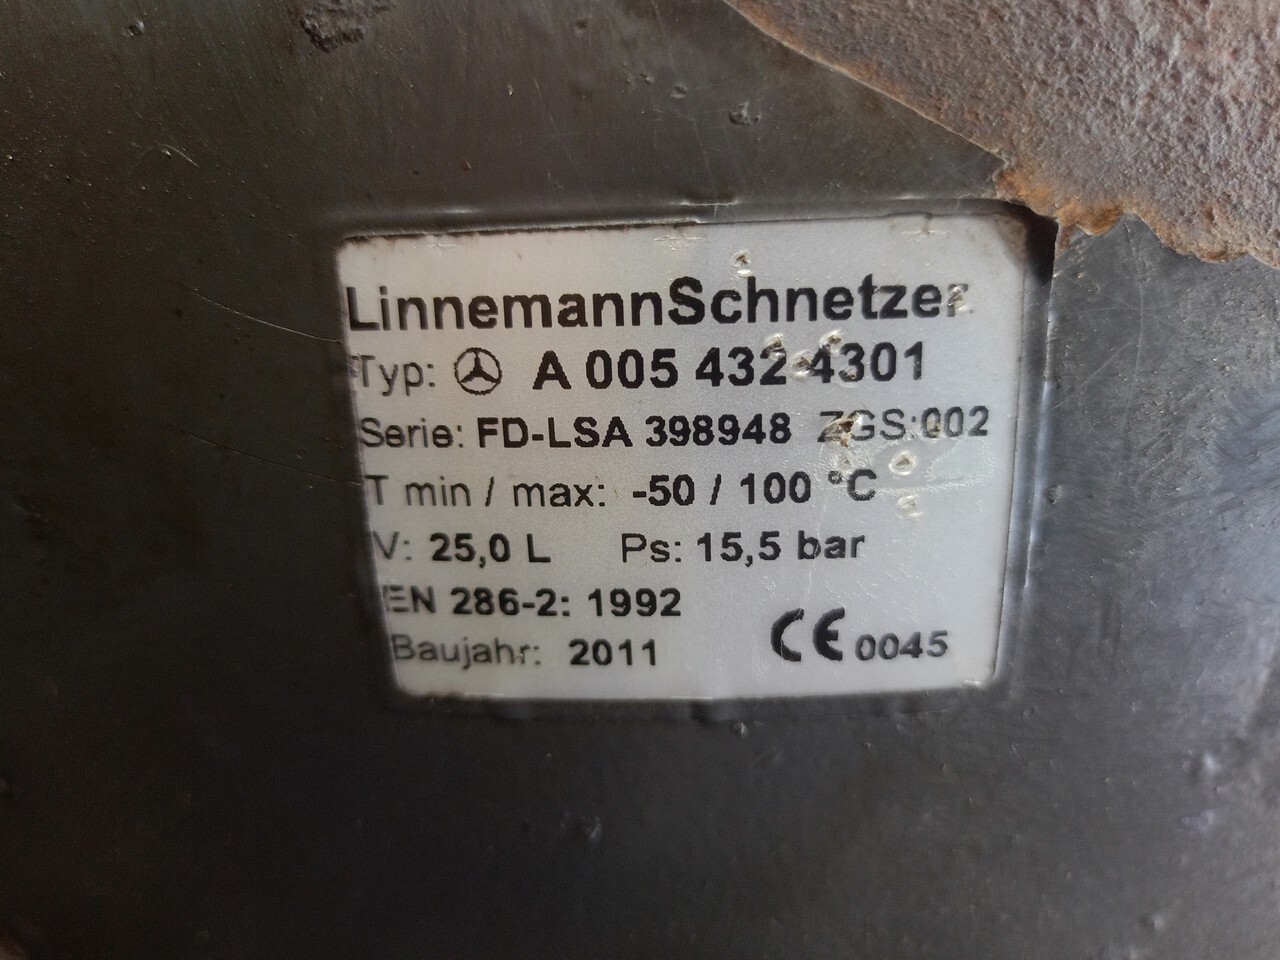 LinnemannSchnetzer
Typ: A 005 432 4301
Serie: FD-LSA 398948 ZGS:002
T min / max: -50 / 100 °C
V: 25,0 L Ps: 15,5 bar
EN 286-2: 1992
Baujahr: 2011 CE 0045